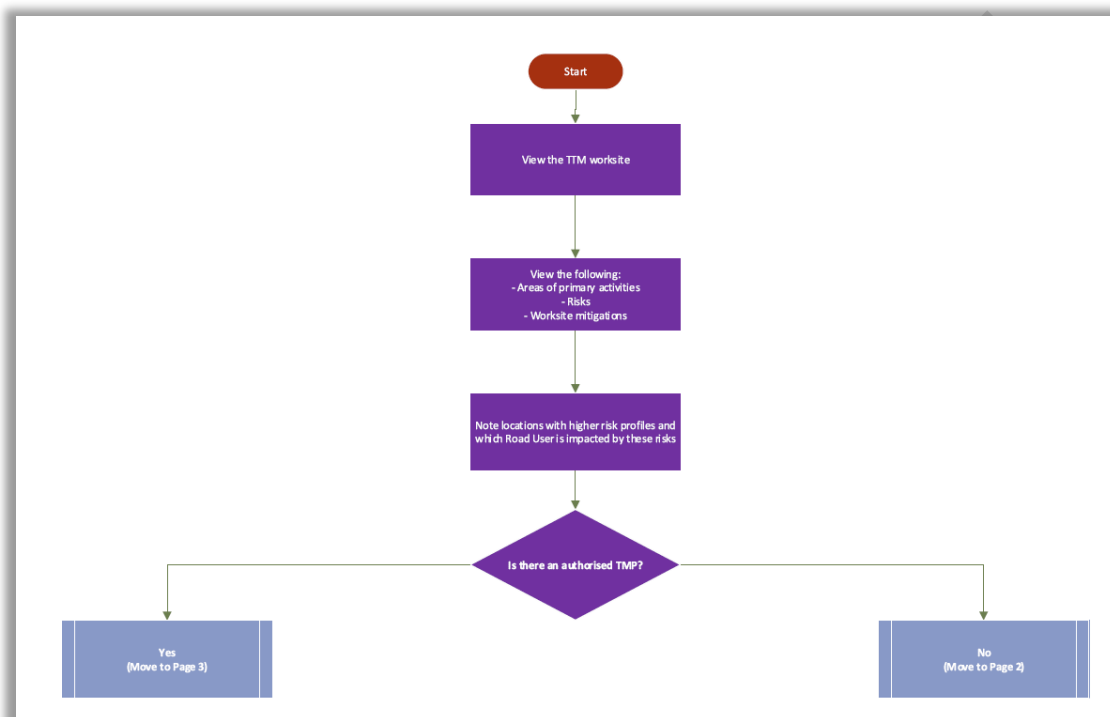 Start
View the TTM worksite
View the following:
- Areas of primary activities
- Risks
- Worksite mitigations
Note locations with higher risk profiles and
which Road User is impacted by these risks
Is there an authorised TMP?
Yes
(Move to Page 3)
No
(Move to Page 2)